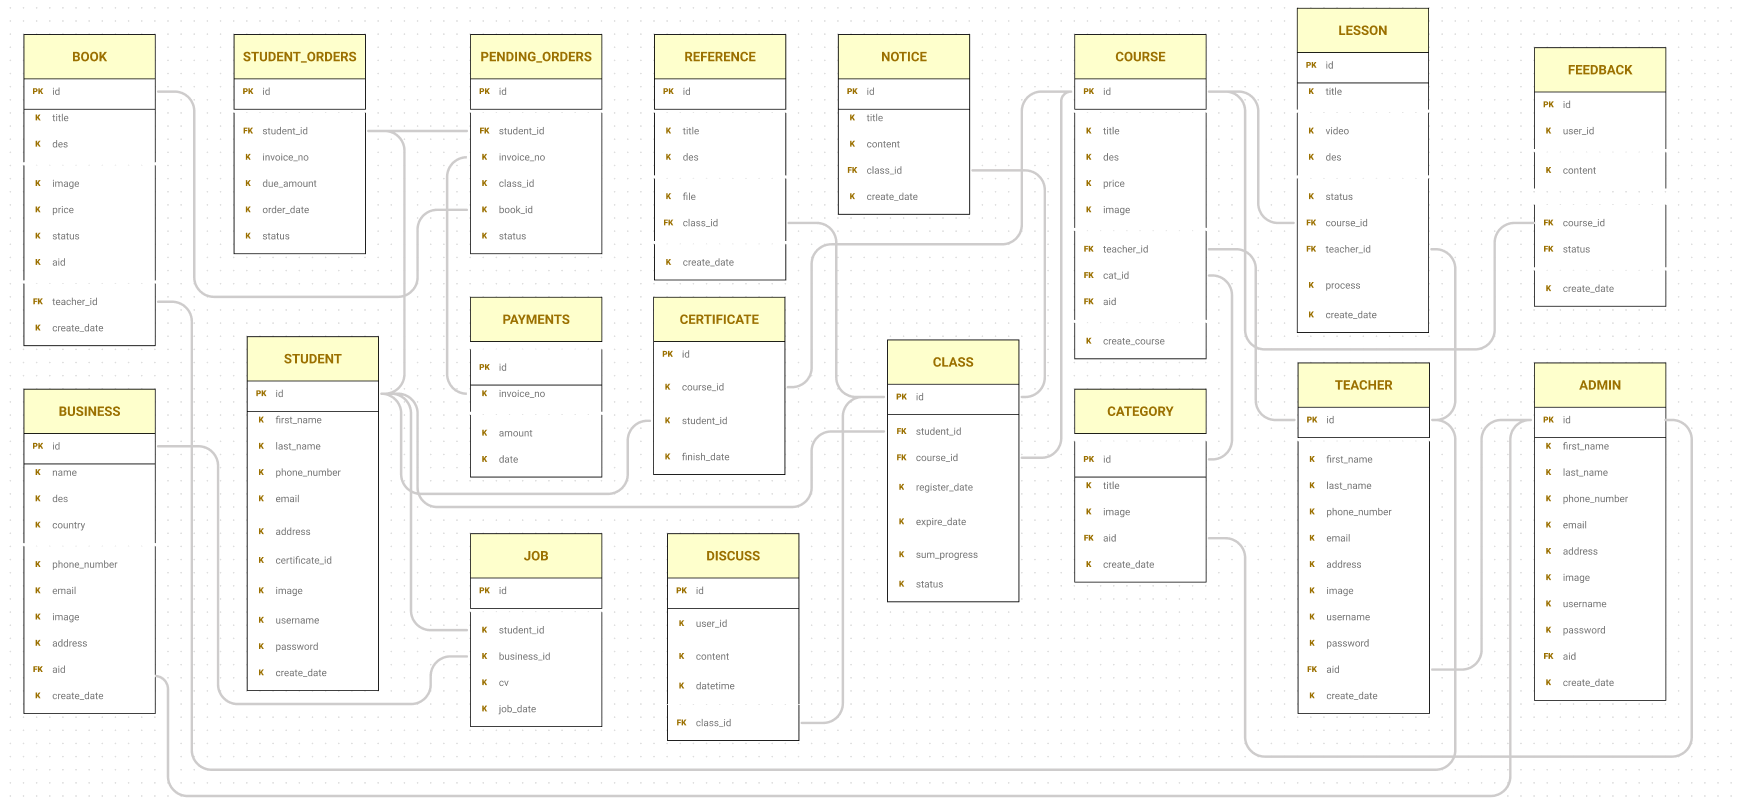 BOOK
PK id
K title
K des
K image
K price
K status
K aid
FK teacher_id
K create_date
STUDENT_ORDERS
PK id
FK student_id
K invoice_no
K due_amount
K order_date
K status
PENDING_ORDERS
PK id
FK student_id
K invoice_no
K class_id
K book_id
K status
REFERENCE
PK id
K title
K des
K file
FK class_id
K create_date
NOTICE
PK id
K title
K content
FK class_id
K create_date
COURSE
PK id
K title
K des
K price
K image
FK teacher_id
FK cat_id
FK aid
K create_course
LESSON
PK id
K title
K video
K des
K status
FK course_id
FK teacher_id
K process
K create_date
FEEDBACK
PK id
K user_id
K content
FK course_id
FK status
K create_date
BUSINESS
PK id
K name
K des
K country
K phone_number
K email
K image
K address
FK aid
K create_date
STUDENT
PK id
K first_name
K last_name
K phone_number
K email
K address
K certificate_id
K image
K username
K password
K create_date
PAYMENTS
PK id
K invoice_no
K amount
K date
CERTIFICATE
PK id
K course_id
K student_id
K finish_date
JOB
PK id
K student_id
K business_id
K cv
K job_date
DISCUSS
PK id
K user_id
K content
K datetime
FK class_id
CLASS
PK id
FK student_id
FK course_id
K register_date
K expire_date
K sum_progress
K status
CATEGORY
PK id
K title
K image
FK aid
K create_date
TEACHER
PK id
K first_name
K last_name
K phone_number
K email
K address
K image
K username
K password
FK aid
K create_date
ADMIN
PK id
K first_name
K last_name
K phone_number
K email
K address
K image
K username
K password
FK aid
K create_date